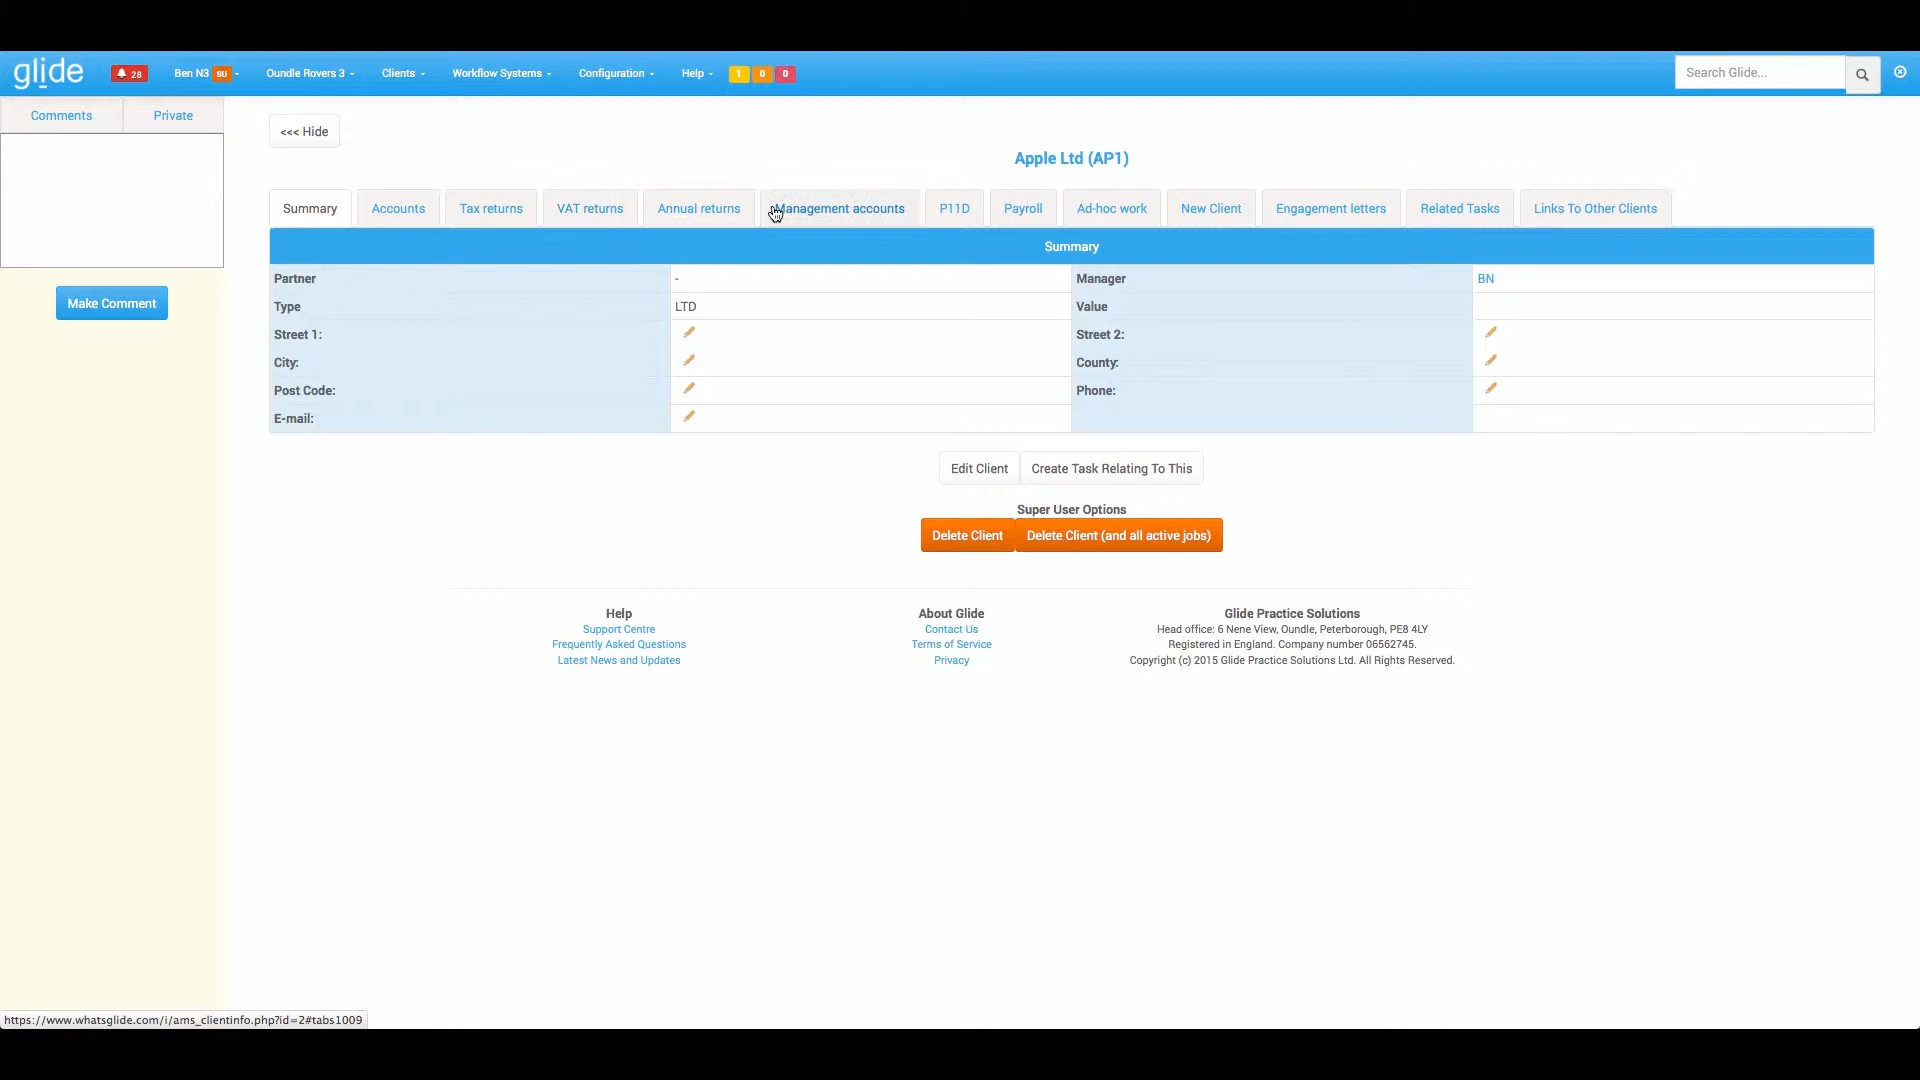 glide 28 Ben N3 SU Oundle Rovers 3 Clients Workflow Systems Configuration Help 1 0 0 Search Glide...
Comments Private
<<< Hide
Apple Ltd (AP1)
Summary Accounts Tax returns VAT returns Annual returns Management accounts P11D Payroll Ad-hoc work New Client Engagement letters Related Tasks Links To Other Clients
Summary
Partner - Manager BN
Type LTD Value
Street 1: Street 2:
City: County:
Post Code: Phone:
E-mail:
Make Comment
Edit Client Create Task Relating To This
Super User Options
Delete Client Delete Client (and all active jobs)
Help About Glide Glide Practice Solutions
Support Centre Contact Us Head office: 6 Nene View, Oundle, Peterborough, PE8 4LY
Frequently Asked Questions Terms of Service Registered in England. Company number 06562745.
Latest News and Updates Privacy Copyright (c) 2015 Glide Practice Solutions Ltd. All Rights Reserved.
https://www.whatsglide.com/i/ams_clientinfo.php?id=2#tabs1009